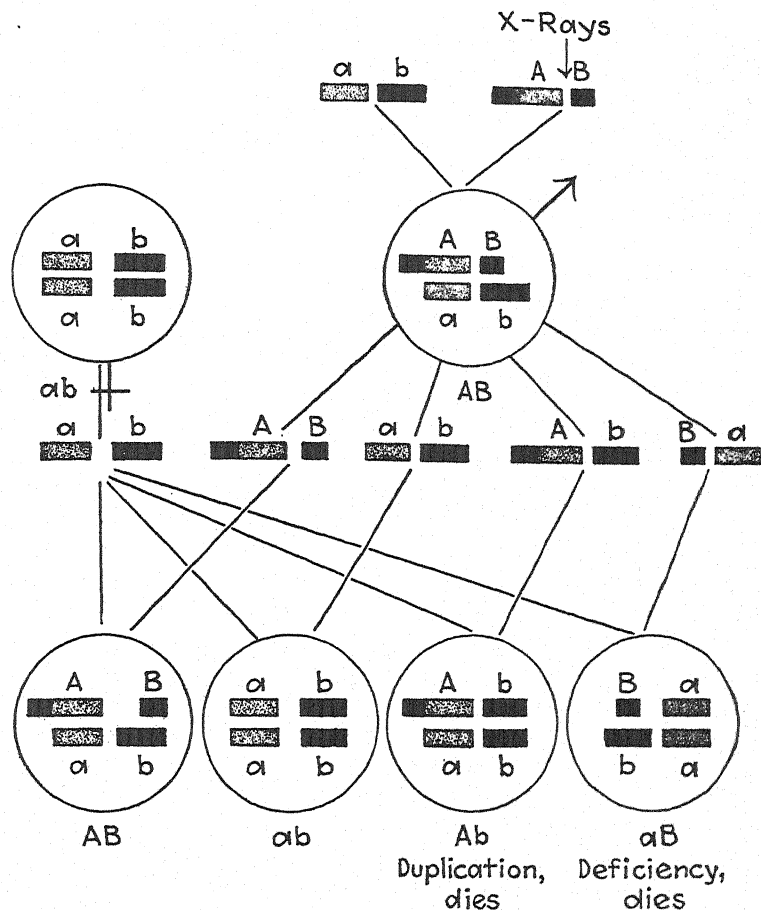 X-Rays
a b A B
a b
A B
a b
a b
AB
ab
a b A B a b A b B a
A B a b A b B a
a b a b a b b a
AB ab Ab aB
Duplication, dies
Deficiency, dies